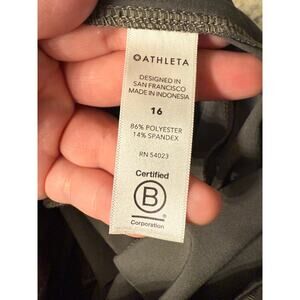 ATHLETA
DESIGNED IN
SAN FRANCISCO
MADE IN INDONESIA
16
86% POLYESTER
14% SPANDEX
RN 54023
Certified
B
Corporation